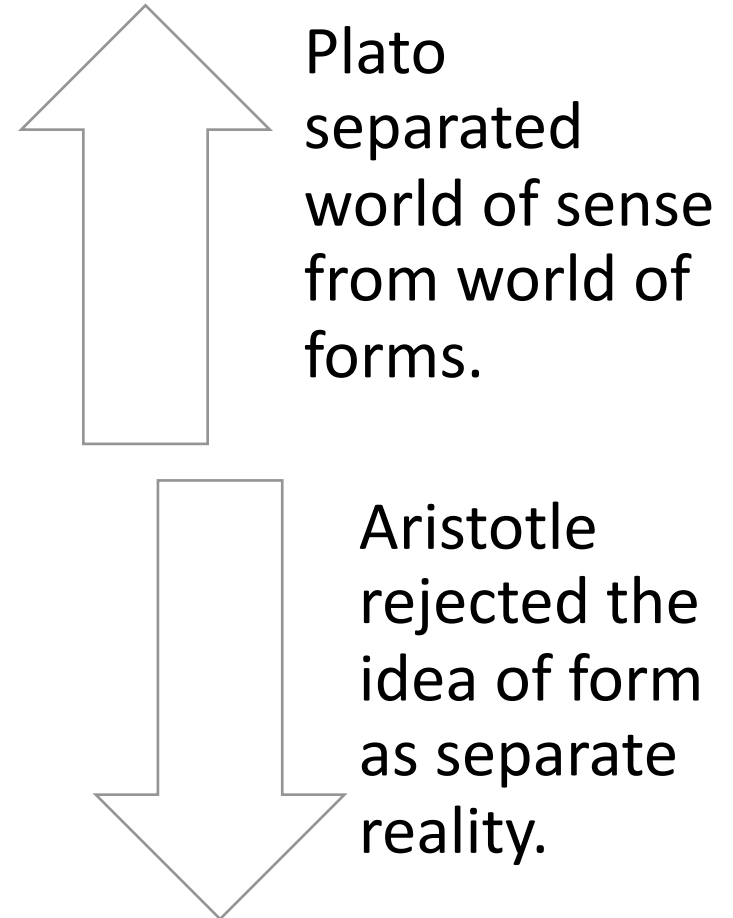 Plato
separated
world of sense
from world of
forms.
Aristotle
rejected the
idea of form
as separate
reality.